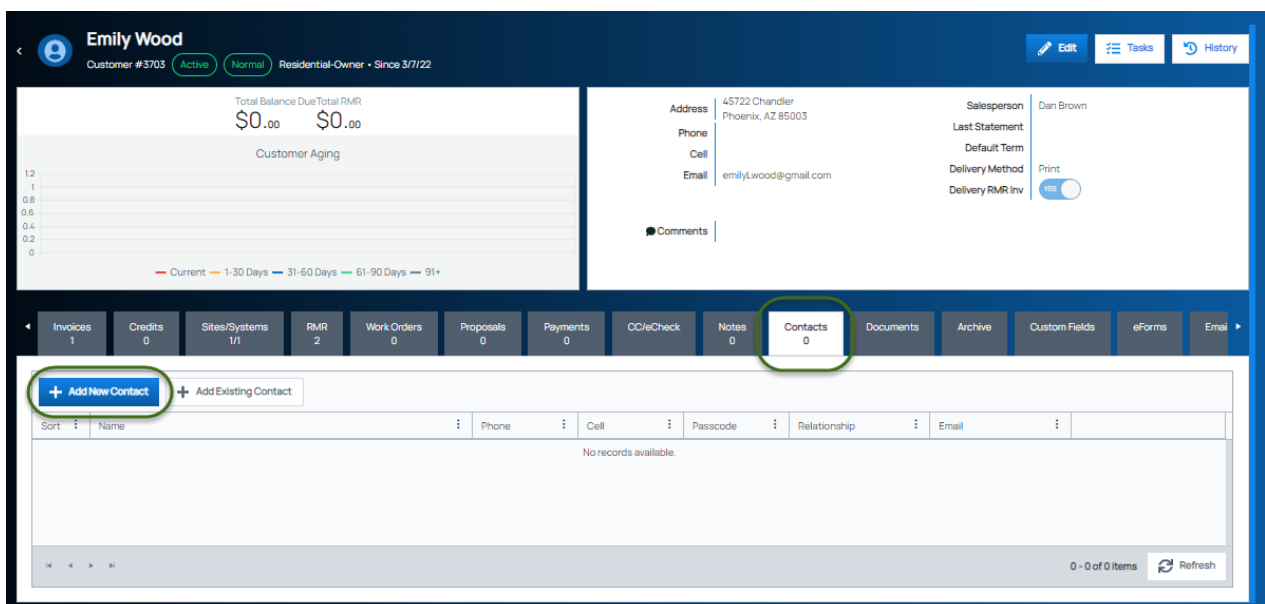 Emily Wood
Customer #3703 Active Normal Residential-Owner • Since 3/7/22
Edit Tasks History
Total Balance Due Total RMR
$0.00 $0.00
Customer Aging
1.2
1
0.8
0.6
0.4
0.2
0
Current 1-30 Days 31-60 Days 61-90 Days 91+
Address 45722 Chandler
Phoenix, AZ 85003
Phone
Cell
Email emilyLwood@gmail.com
Comments
Salesperson Dan Brown
Last Statement
Default Term
Delivery Method Print
Delivery RMR Inv YES
Invoices Credits Sites/Systems RMR Work Orders Proposals Payments CC/eCheck Notes Contacts Documents Archive Custom Fields eForms Emai
1 0 1/1 2 0 0 0 0 0
Add New Contact Add Existing Contact
Sort Name Phone Cell Passcode Relationship Email
No records available.
0 - 0 of 0 items Refresh